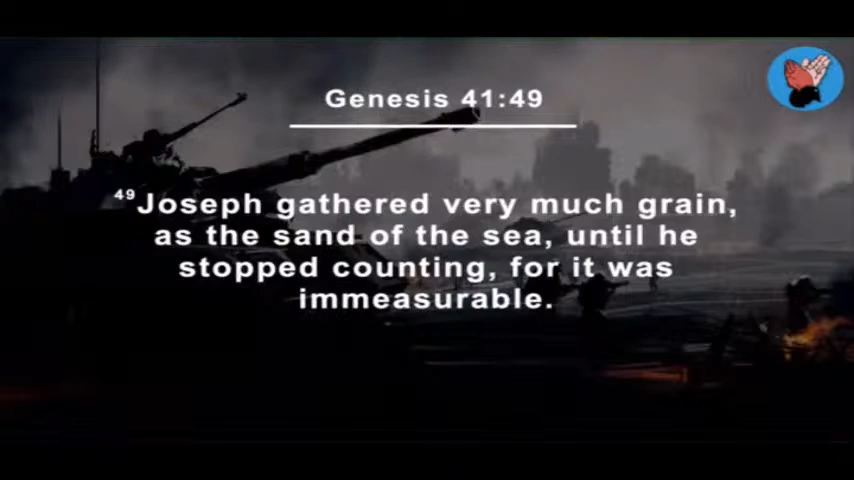 Genesis 41:49
49Joseph gathered very much grain,
as the sand of the sea, until he
stopped counting, for it was
immeasurable.